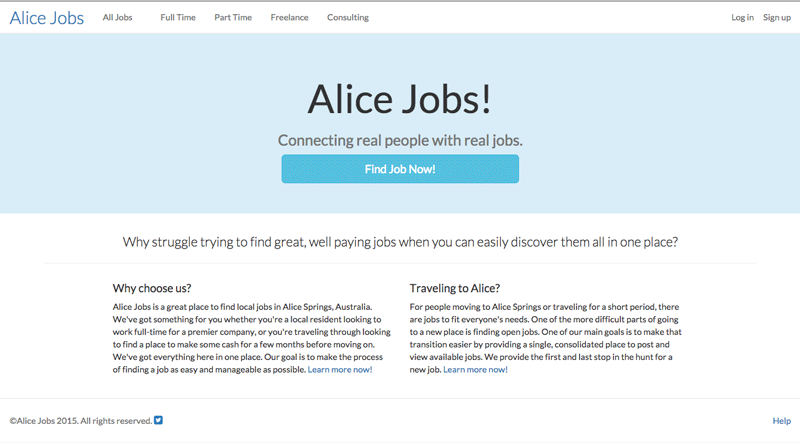 Alice Jobs All Jobs Full Time Part Time Freelance Consulting Log in Sign up
Alice Jobs!
Connecting real people with real jobs.
Find Job Now!
Why struggle trying to find great, well paying jobs when you can easily discover them all in one place?
Why choose us?
Alice Jobs is a great place to find local jobs in Alice Springs, Australia.
We've got something for you whether you're a local resident looking to
work full-time for a premier company, or you're traveling through looking
to find a place to make some cash for a few months before moving on.
We've got everything here in one place. Our goal is to make the process
of finding a job as easy and manageable as possible. Learn more now!
Traveling to Alice?
For people moving to Alice Springs or traveling for a short period, there
are jobs to fit everyone's needs. One of the more difficult parts of going
to a new place is finding open jobs. One of our main goals is to make that
transition easier by providing a single, consolidated place to post and
view available jobs. We provide the first and last stop in the hunt for a
new job. Learn more now!
©Alice Jobs 2015. All rights reserved. Help